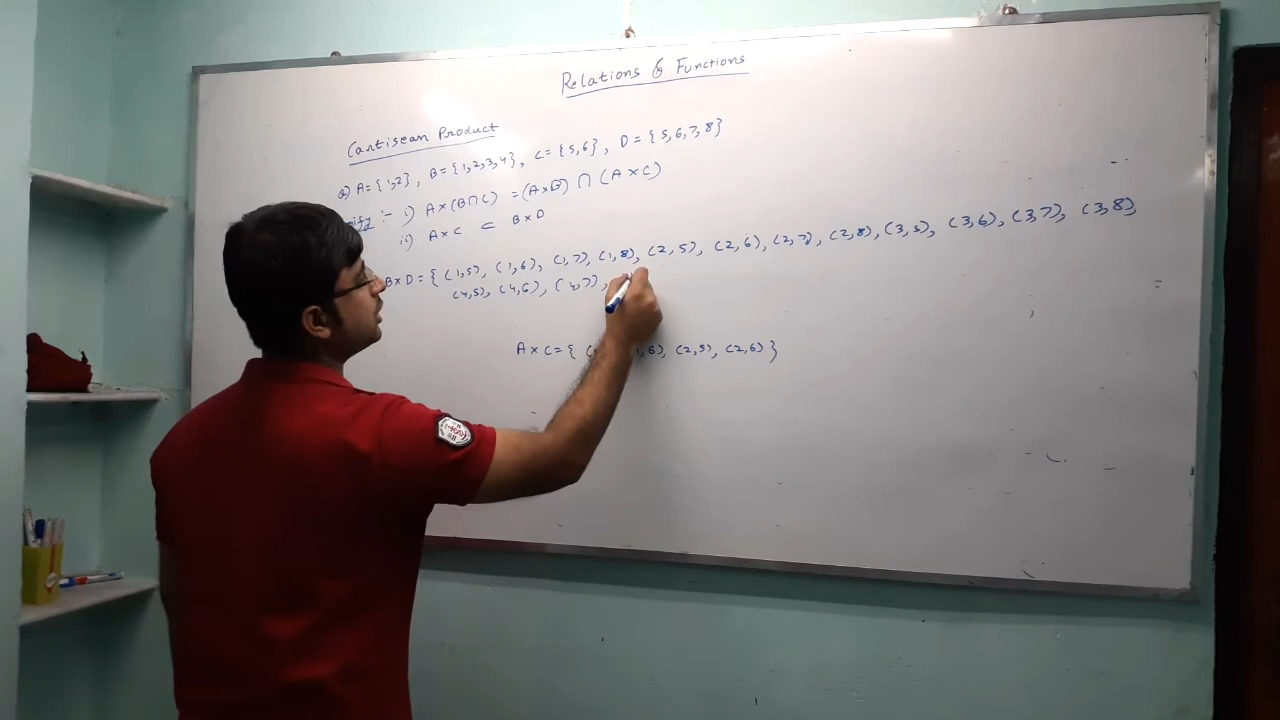 Relations & Functions
Cartisean Product
Q) A={1,2}, B={1,2,3,4}, C={5,6}, D={5,6,7,8}
i) A×(B∩C) =(A×B) ∩ (A×C)
ii) A×C ⊂ B×D
B×D={ (1,5), (1,6), (1,7), (1,8), (2,5), (2,6), (2,7), (2,8), (3,5), (3,6), (3,7), (3,8),
(4,5), (4,6), (4,7),
A×C={ ,6), (2,5), (2,6) }